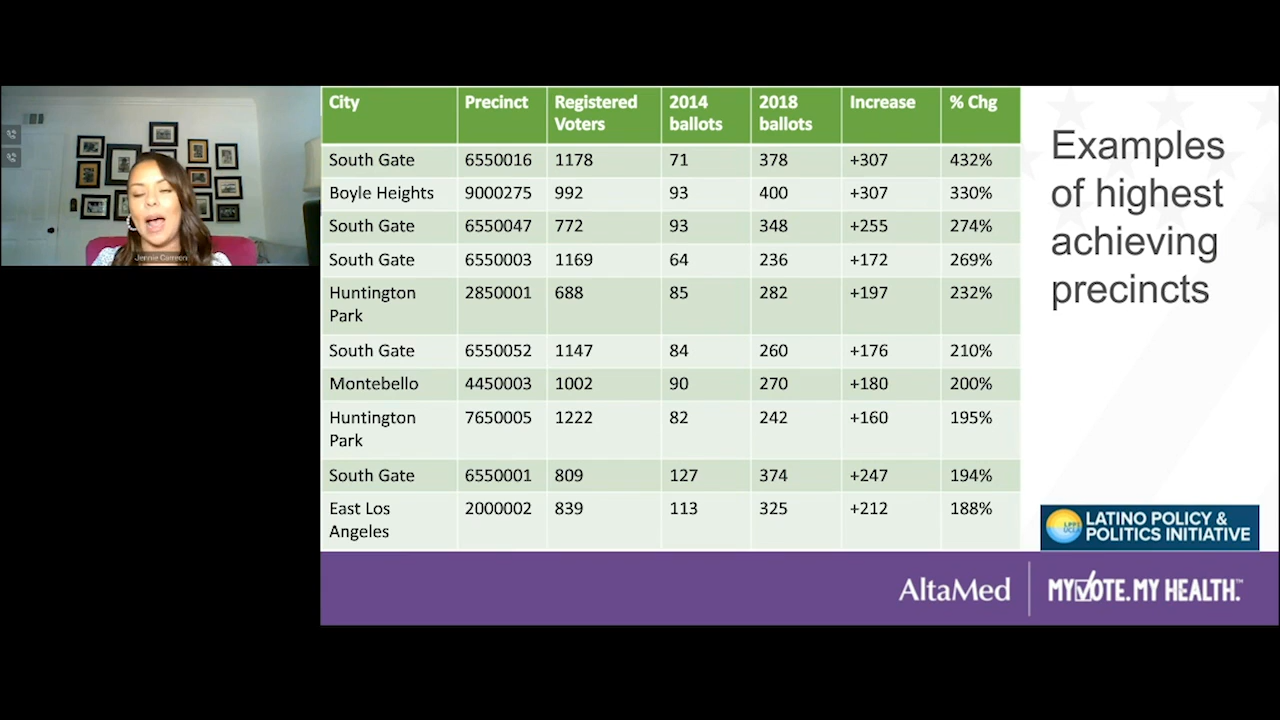 City Precinct Registered Voters 2014 ballots 2018 ballots Increase % Chg
South Gate 6550016 1178 71 378 +307 432%
Boyle Heights 9000275 992 93 400 +307 330%
South Gate 6550047 772 93 348 +255 274%
South Gate 6550003 1169 64 236 +172 269%
Huntington Park 2850001 688 85 282 +197 232%
South Gate 6550052 1147 84 260 +176 210%
Montebello 4450003 1002 90 270 +180 200%
Huntington Park 7650005 1222 82 242 +160 195%
South Gate 6550001 809 127 374 +247 194%
East Los Angeles 2000002 839 113 325 +212 188%
Examples
of highest
achieving
precincts
Jennie Carreon
LATINO POLICY &
POLITICS INITIATIVE
AltaMed
MY VOTE. MY HEALTH.™